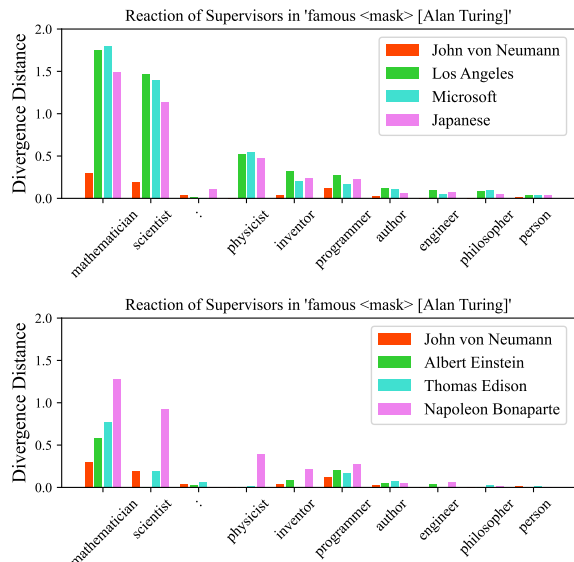 Reaction of Supervisors in 'famous <mask> [Alan Turing]'
Divergence Distance
2.0
1.5
1.0
0.5
0.0
John von Neumann
Los Angeles
Microsoft
Japanese
mathematician
scientist
:
physicist
inventor
programmer
author
engineer
philosopher
person
Reaction of Supervisors in 'famous <mask> [Alan Turing]'
Divergence Distance
2.0
1.5
1.0
0.5
0.0
John von Neumann
Albert Einstein
Thomas Edison
Napoleon Bonaparte
mathematician
scientist
:
physicist
inventor
programmer
author
engineer
philosopher
person